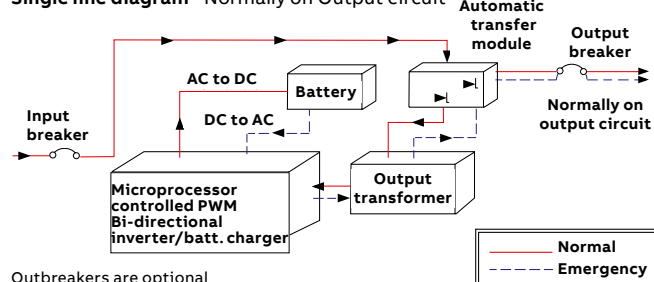 Single line diagram - Normally on Output circuit
Automatic
transfer
module
Output
breaker
AC to DC
Battery
DC to AC
Input
breaker
Normally on
output circuit
Microprocessor
controlled PWM
Bi-directional
inverter/batt. charger
Output
transformer
Normal
Emergency
Outbreakers are optional